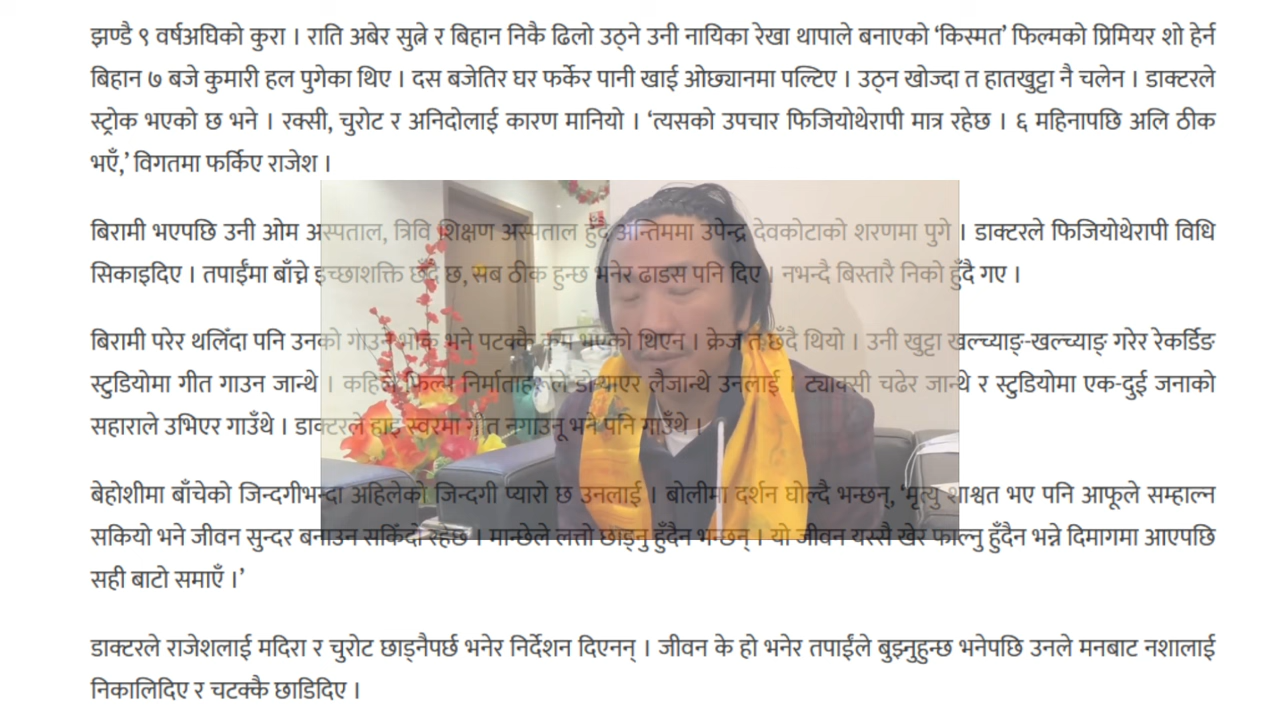 झण्डै ९ वर्षअघिको कुरा । राति अबेर सुत्ने र बिहान निकै ढिलो उठ्ने उनी नायिका रेखा थापाले बनाएको ‘किस्मत’ फिल्मको प्रिमियर शो हेर्न
बिहान ७ बजे कुमारी हल पुगेका थिए । दस बजेतिर घर फर्केर पानी खाई ओछ्यानमा पल्टिए । उठ्न खोज्दा त हातखुट्टा नै चलेन । डाक्टरले
स्ट्रोक भएको छ भने । रक्सी, चुरोट र अनिदोलाई कारण मानियो । ‘त्यसको उपचार फिजियोथेरापी मात्र रहेछ । ६ महिनापछि अलि ठीक
भएँ,’ विगतमा फर्किए राजेश ।
बिरामी भएपछि उनी ओम अस्पताल, त्रिवि शिक्षण अस्पताल हुँदै अन्तिममा उपेन्द्र देवकोटाको शरणमा पुगे । डाक्टरले फिजियोथेरापी विधि
सिकाइदिए । तपाईंमा बाँच्ने इच्छाशक्ति छँदै छ, सब ठीक हुन्छ भनेर ढाडस पनि दिए । नभन्दै बिस्तारै निको हुँदै गए ।
बिरामी परेर थलिँदा पनि उनको गाउने भोक भने पटक्कै कम भएको थिएन । क्रेज त छँदै थियो । उनी खुट्टा खल्च्याङ्-खल्च्याङ् गरेर रेकर्डिङ
स्टुडियोमा गीत गाउन जान्थे । कहिले फिल्म निर्माताहरूले डोर्‍याएर लैजान्थे उनलाई । ट्याक्सी चढेर जान्थे र स्टुडियोमा एक-दुई जनाको
सहाराले उभिएर गाउँथे । डाक्टरले हाइ स्वरमा गीत नगाउनू भने पनि गाउँथे ।
बेहोशीमा बाँचेको जिन्दगीभन्दा अहिलेको जिन्दगी प्यारो छ उनलाई । बोलीमा दर्शन घोल्दै भन्छन्, ‘मृत्यु शाश्वत भए पनि आफूले सम्हाल्न
सकियो भने जीवन सुन्दर बनाउन सकिँदो रहेछ । मान्छेले लत्तो छाड्नु हुँदैन भन्छन् । यो जीवन यस्सै खेर फाल्नु हुँदैन भन्ने दिमागमा आएपछि
सही बाटो समाएँ ।’
डाक्टरले राजेशलाई मदिरा र चुरोट छाड्नैपर्छ भनेर निर्देशन दिएनन् । जीवन के हो भनेर तपाईंले बुझ्नुहुन्छ भनेपछि उनले मनबाट नशालाई
निकालिदिए र चटक्कै छाडिदिए ।